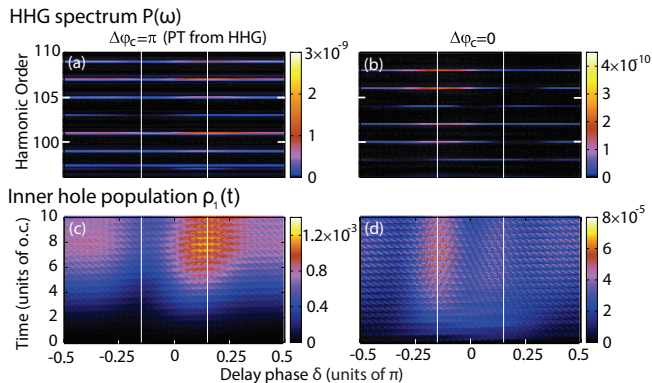 HHG spectrum P(ω)
Δφc=π (PT from HHG)
Δφc=0
Harmonic Order
110
105
100
(a)
3×10⁻⁹
2
1
0
(b)
4×10⁻¹⁰
3
2
1
0
Inner hole population ρ₁(t)
Time (units of o.c.)
10
8
6
4
2
0
(c)
1.2×10⁻³
0.8
0.4
0
(d)
8×10⁻⁵
6
4
2
0
-0.5 -0.25 0 0.25 0.5
-0.5 -0.25 0 0.25 0.5
Delay phase δ (units of π)